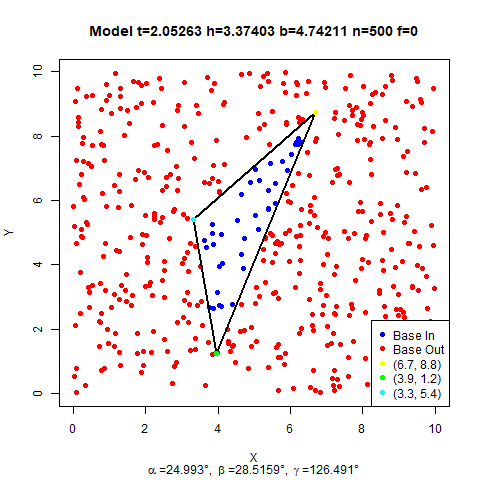 Model t=2.05263 h=3.37403 b=4.74211 n=500 f=0
10
8
6
4
2
0
Y
Base In
Base Out
(6.7, 8.8)
(3.9, 1.2)
(3.3, 5.4)
0 2 4 6 8 10
X
α=24.993°, β=28.5159°, γ=126.491°